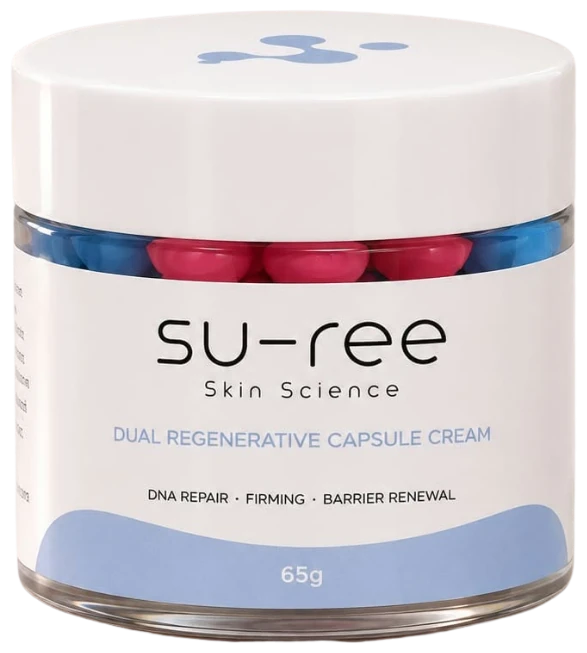 su-ree
Skin Science
DUAL REGENERATIVE CAPSULE CREAM
DNA REPAIR · FIRMING · BARRIER RENEWAL
65g